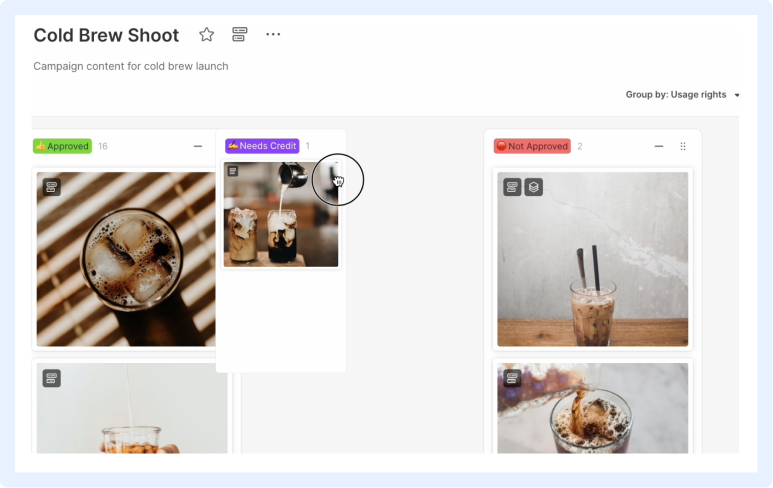 Cold Brew Shoot
Campaign content for cold brew launch
Group by: Usage rights
Approved 16
Needs Credit 1
Not Approved 2